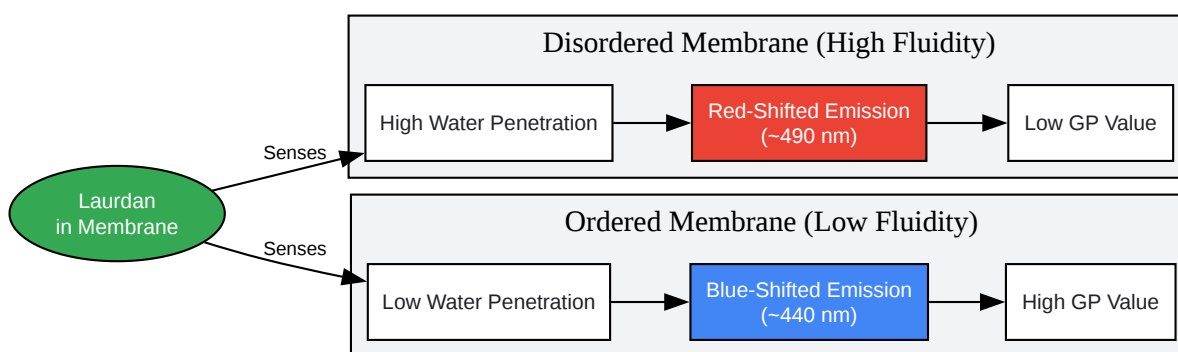 Disordered Membrane (High Fluidity)
High Water Penetration
Red-Shifted Emission
(~490 nm)
Low GP Value
Senses
Laurdan
in Membrane
Senses
Ordered Membrane (Low Fluidity)
Low Water Penetration
Blue-Shifted Emission
(~440 nm)
High GP Value